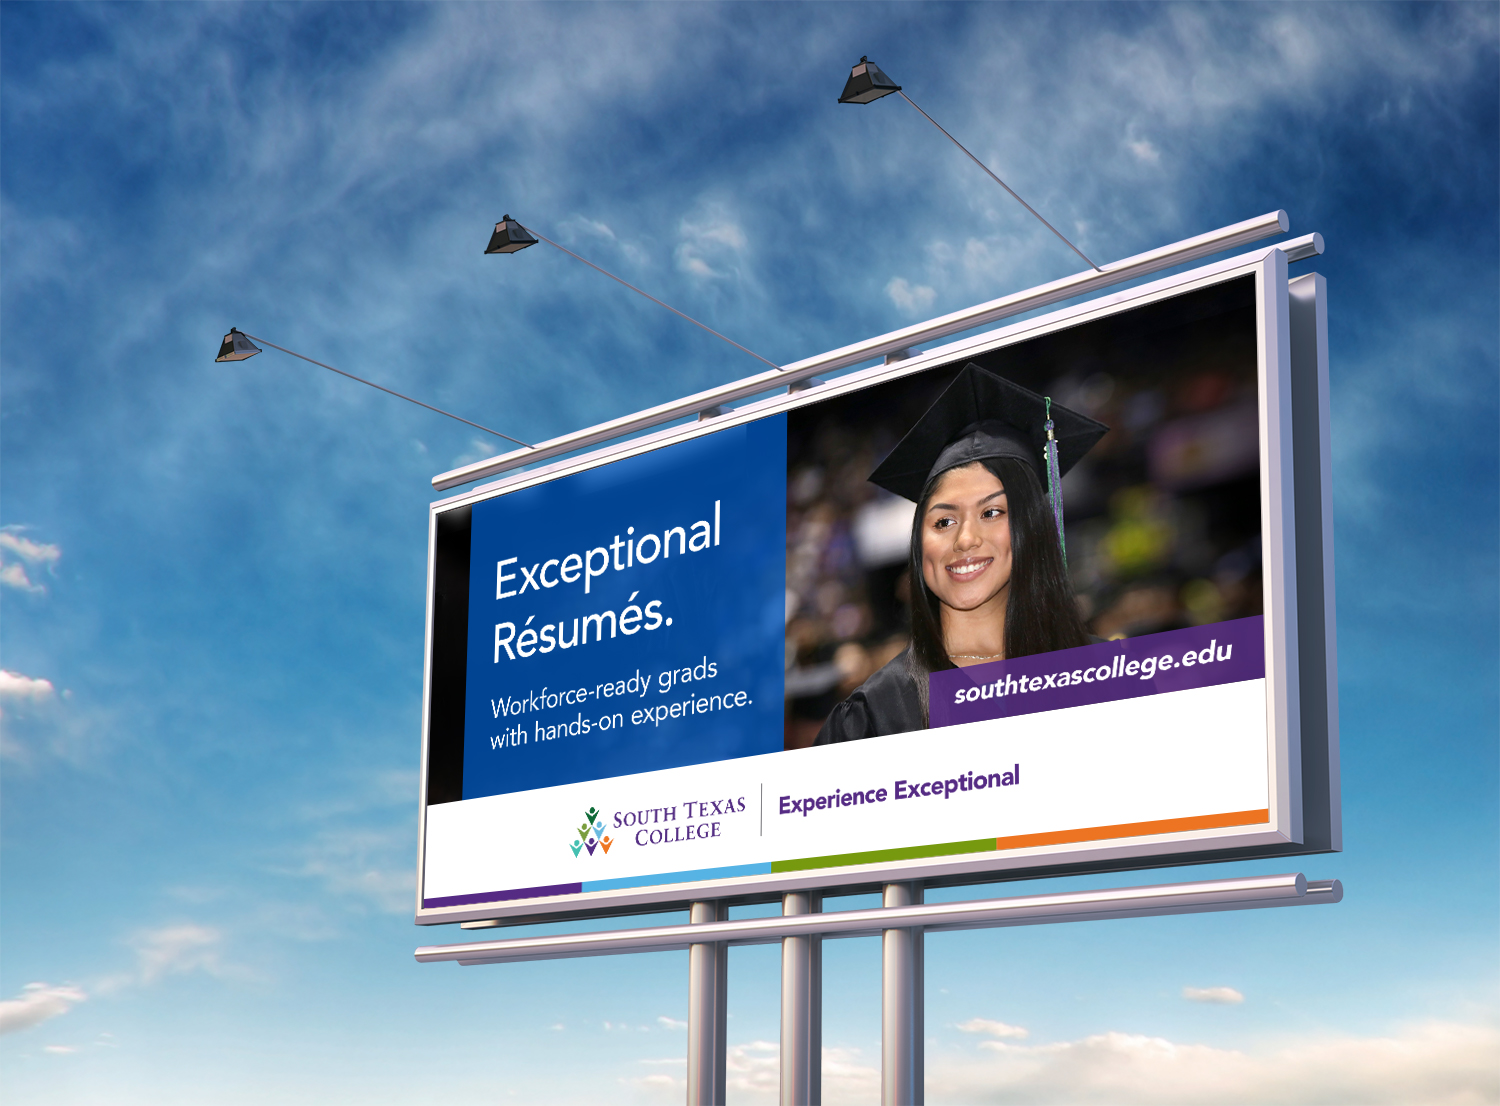 Exceptional
Résumés.
Workforce-ready grads
with hands-on experience.
southtexascollege.edu
SOUTH TEXAS
COLLEGE
Experience Exceptional